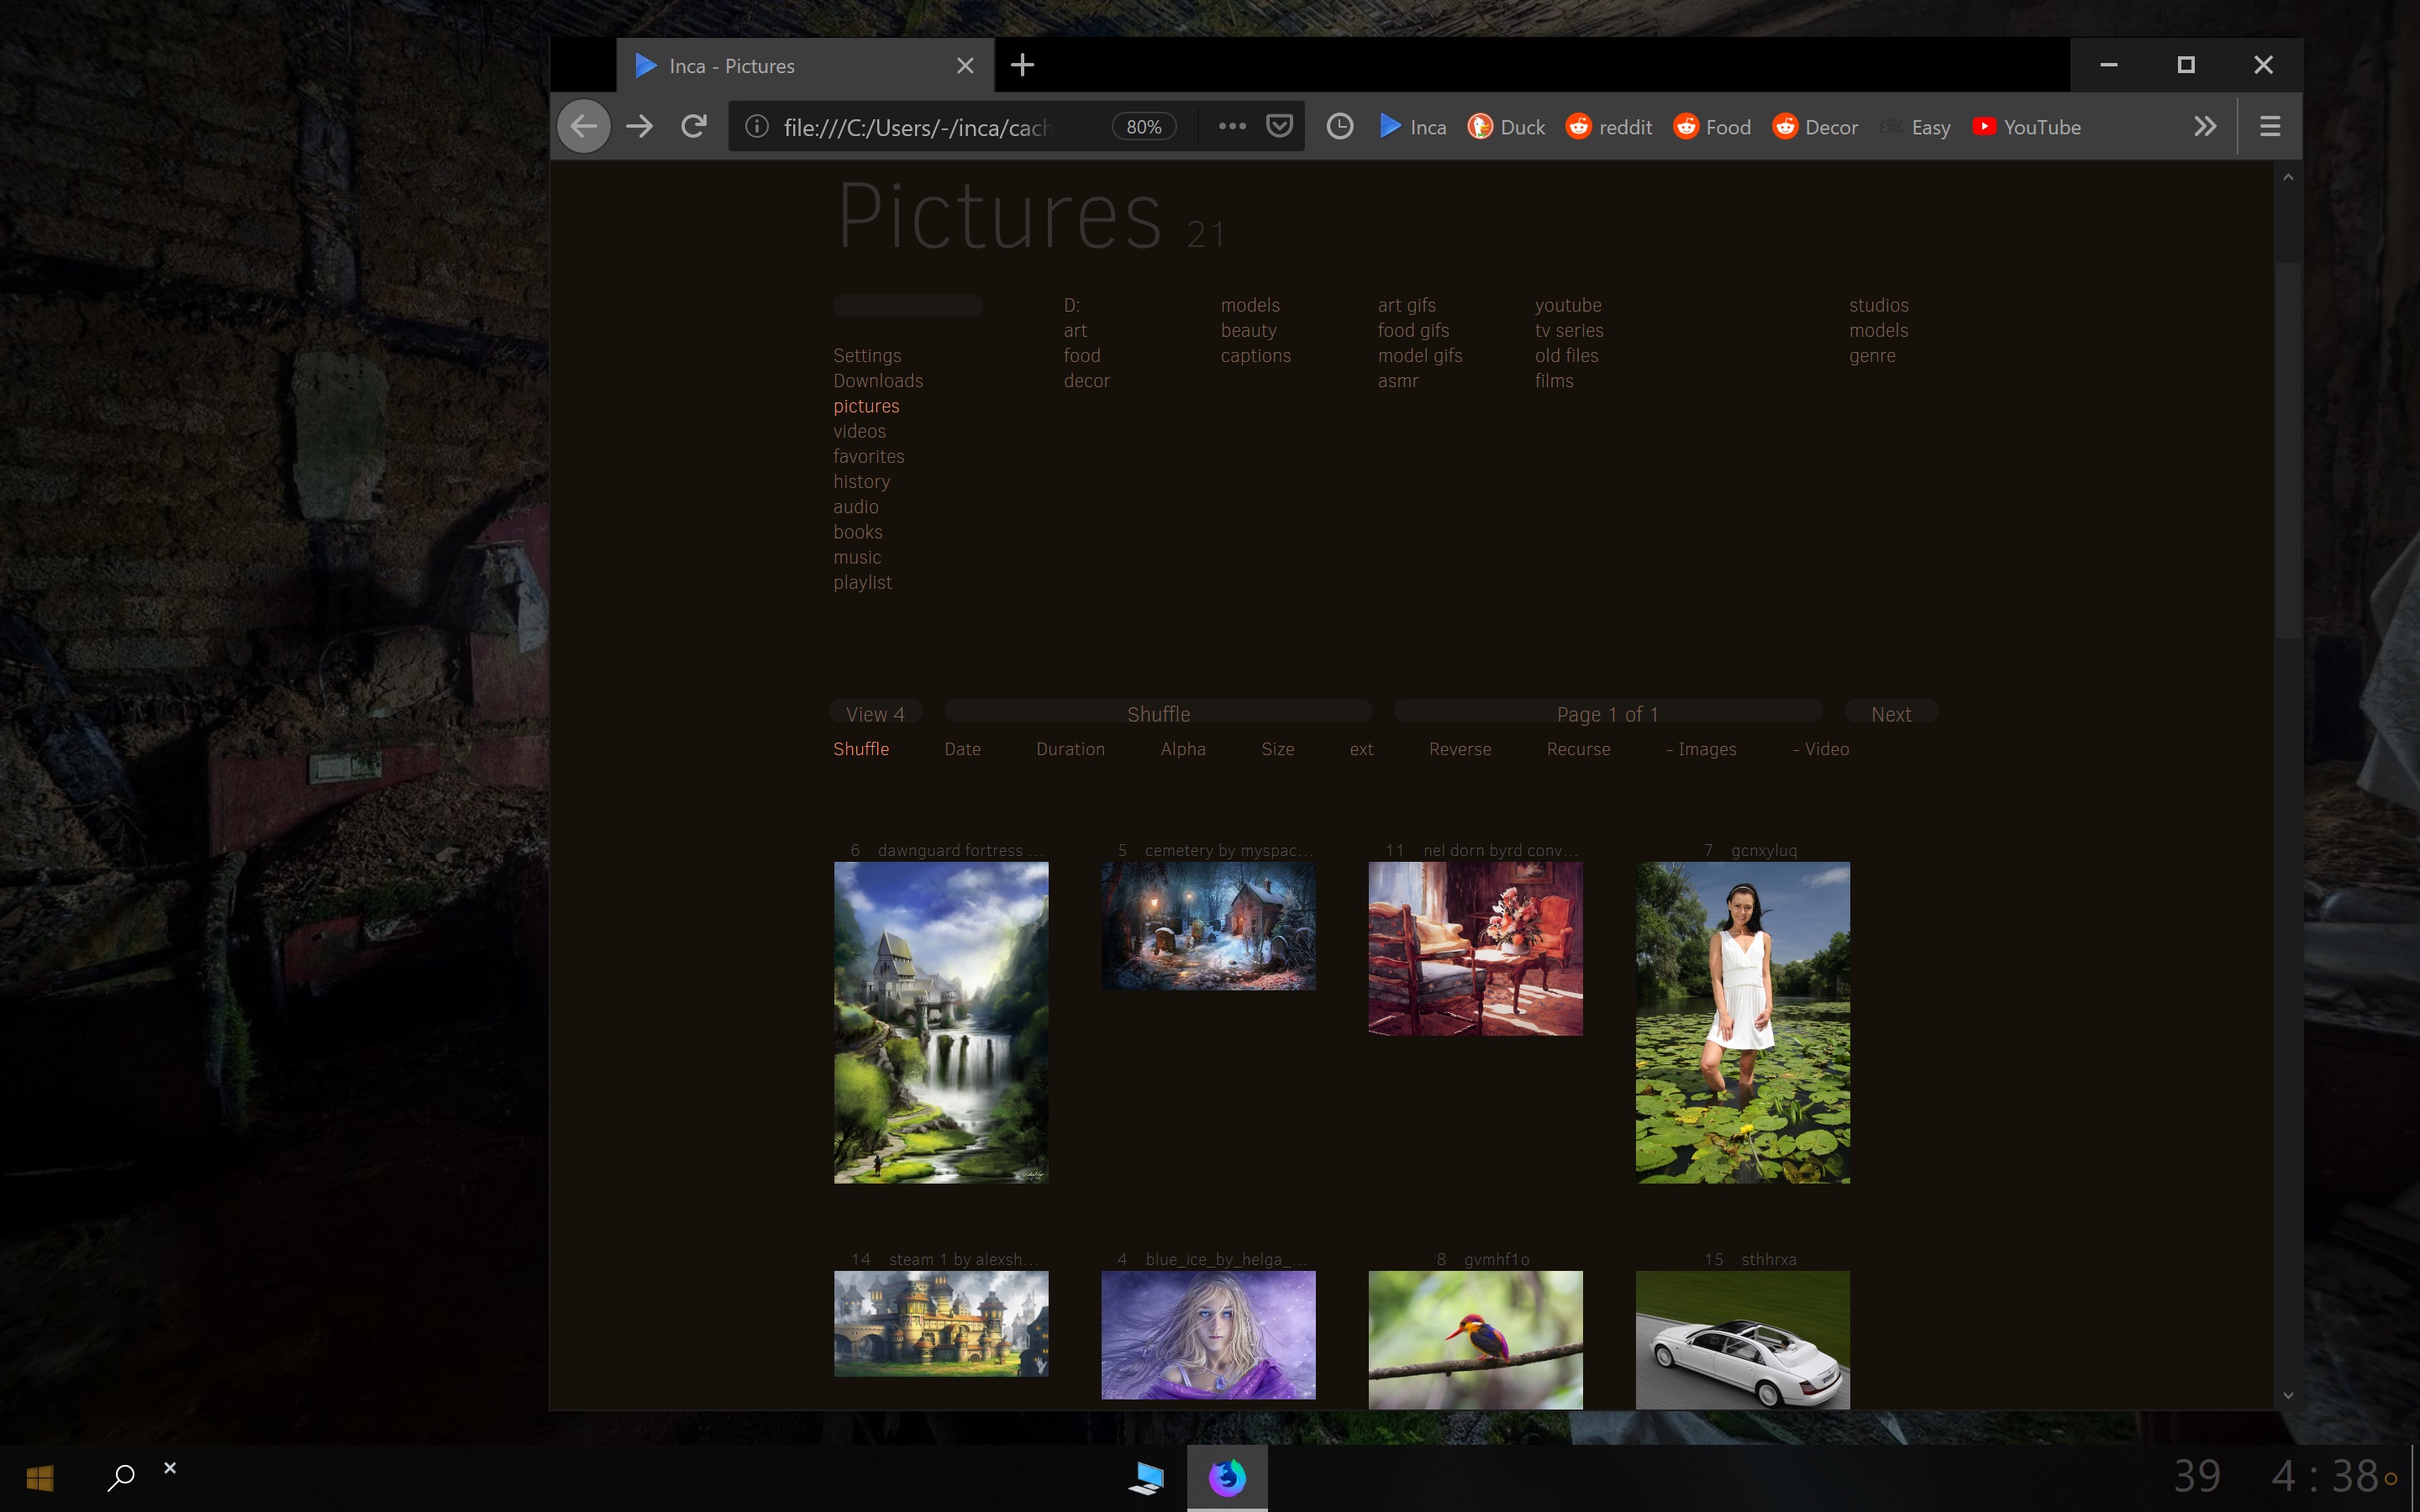 Inca - Pictures
file:///C:/Users/-/inca/cach
80%
Inca
Duck
reddit
Food
Decor
Easy
YouTube
Pictures 21
D: models art gifs youtube studios
art beauty food gifs tv series models
Settings food captions model gifs old files genre
Downloads decor asmr films
pictures
videos
favorites
history
audio
books
music
playlist
View 4 Shuffle Page 1 of 1 Next
Shuffle Date Duration Alpha Size ext Reverse Recurse - Images - Video
6 dawnguard fortress ...
5 cemetery by myspac...
11 nel dorn byrd conv...
7 gcnxyluq
14 steam 1 by alexsh...
4 blue_ice_by_helga_...
8 gvmhf1o
15 sthhrxa
39 4:38